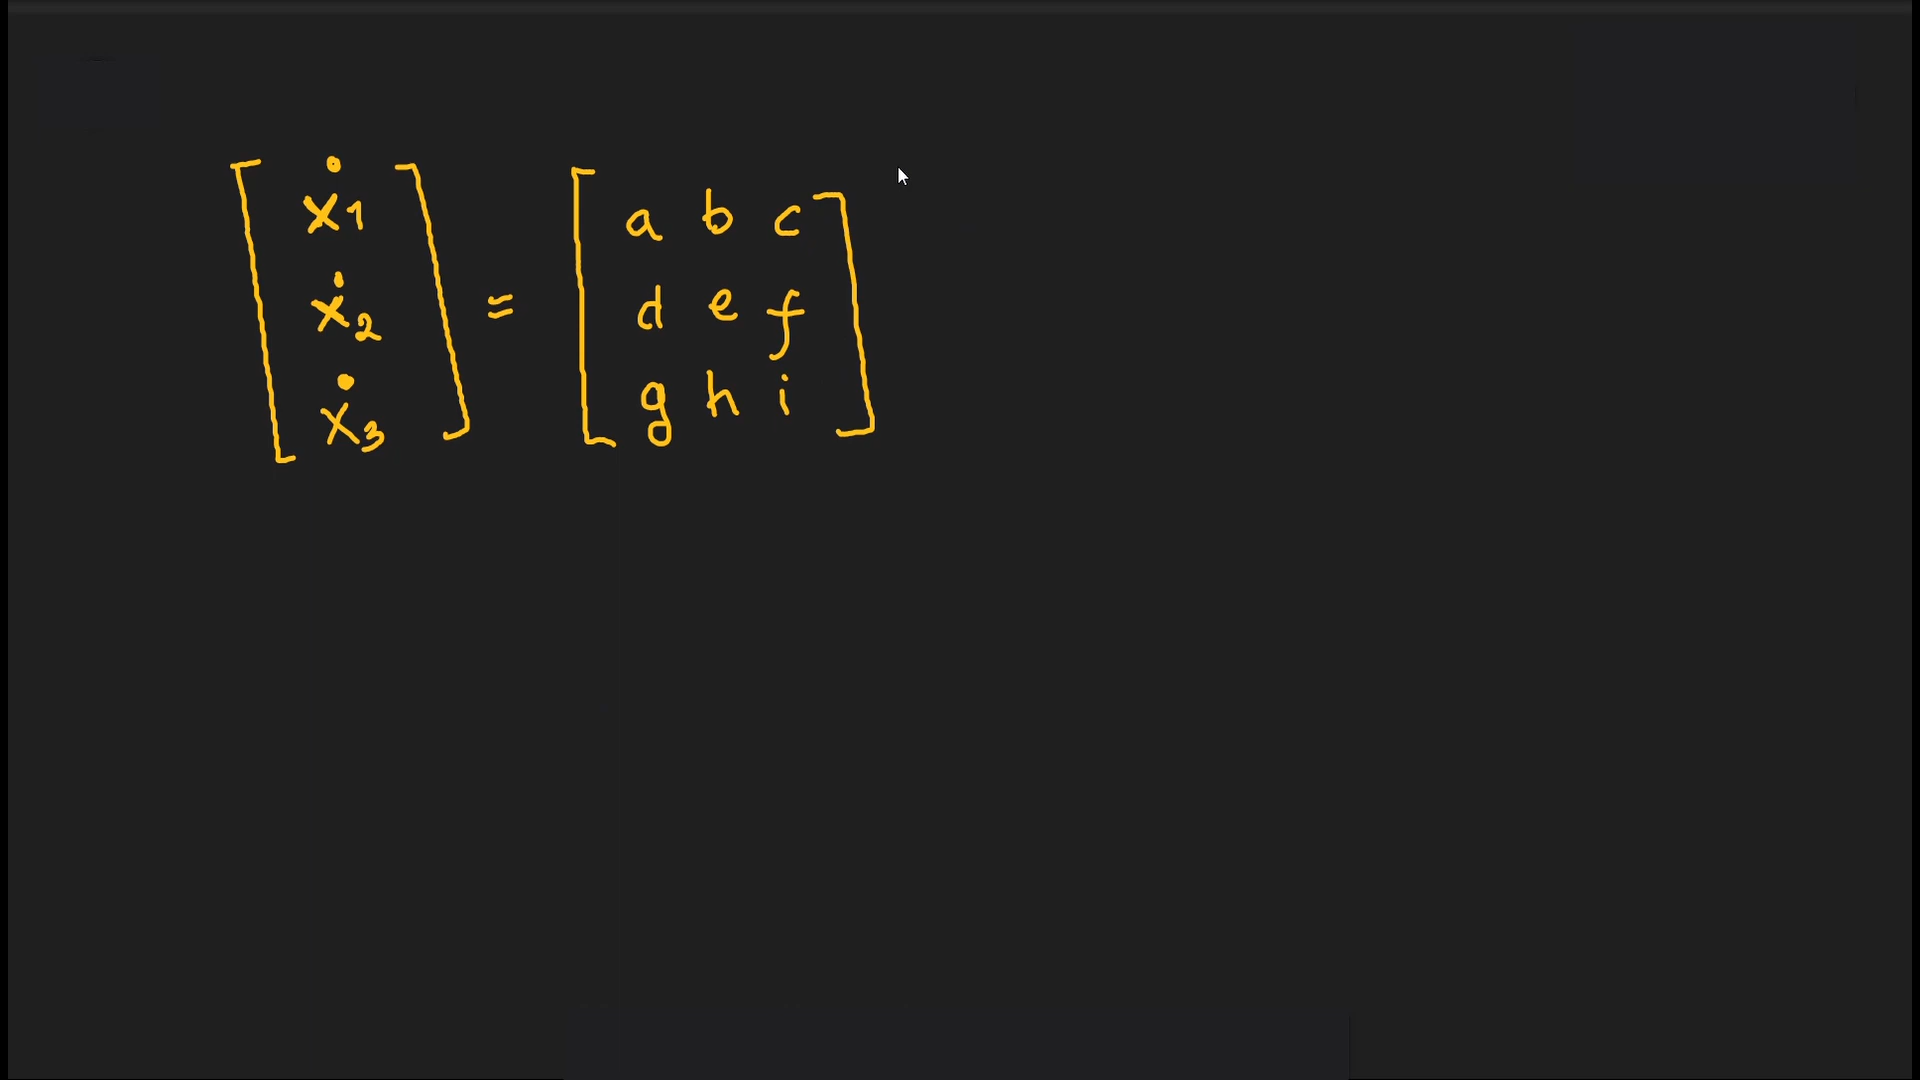 [ẋ1] = [a b c]
[ẋ2] [d e f]
[ẋ3] [g h i]